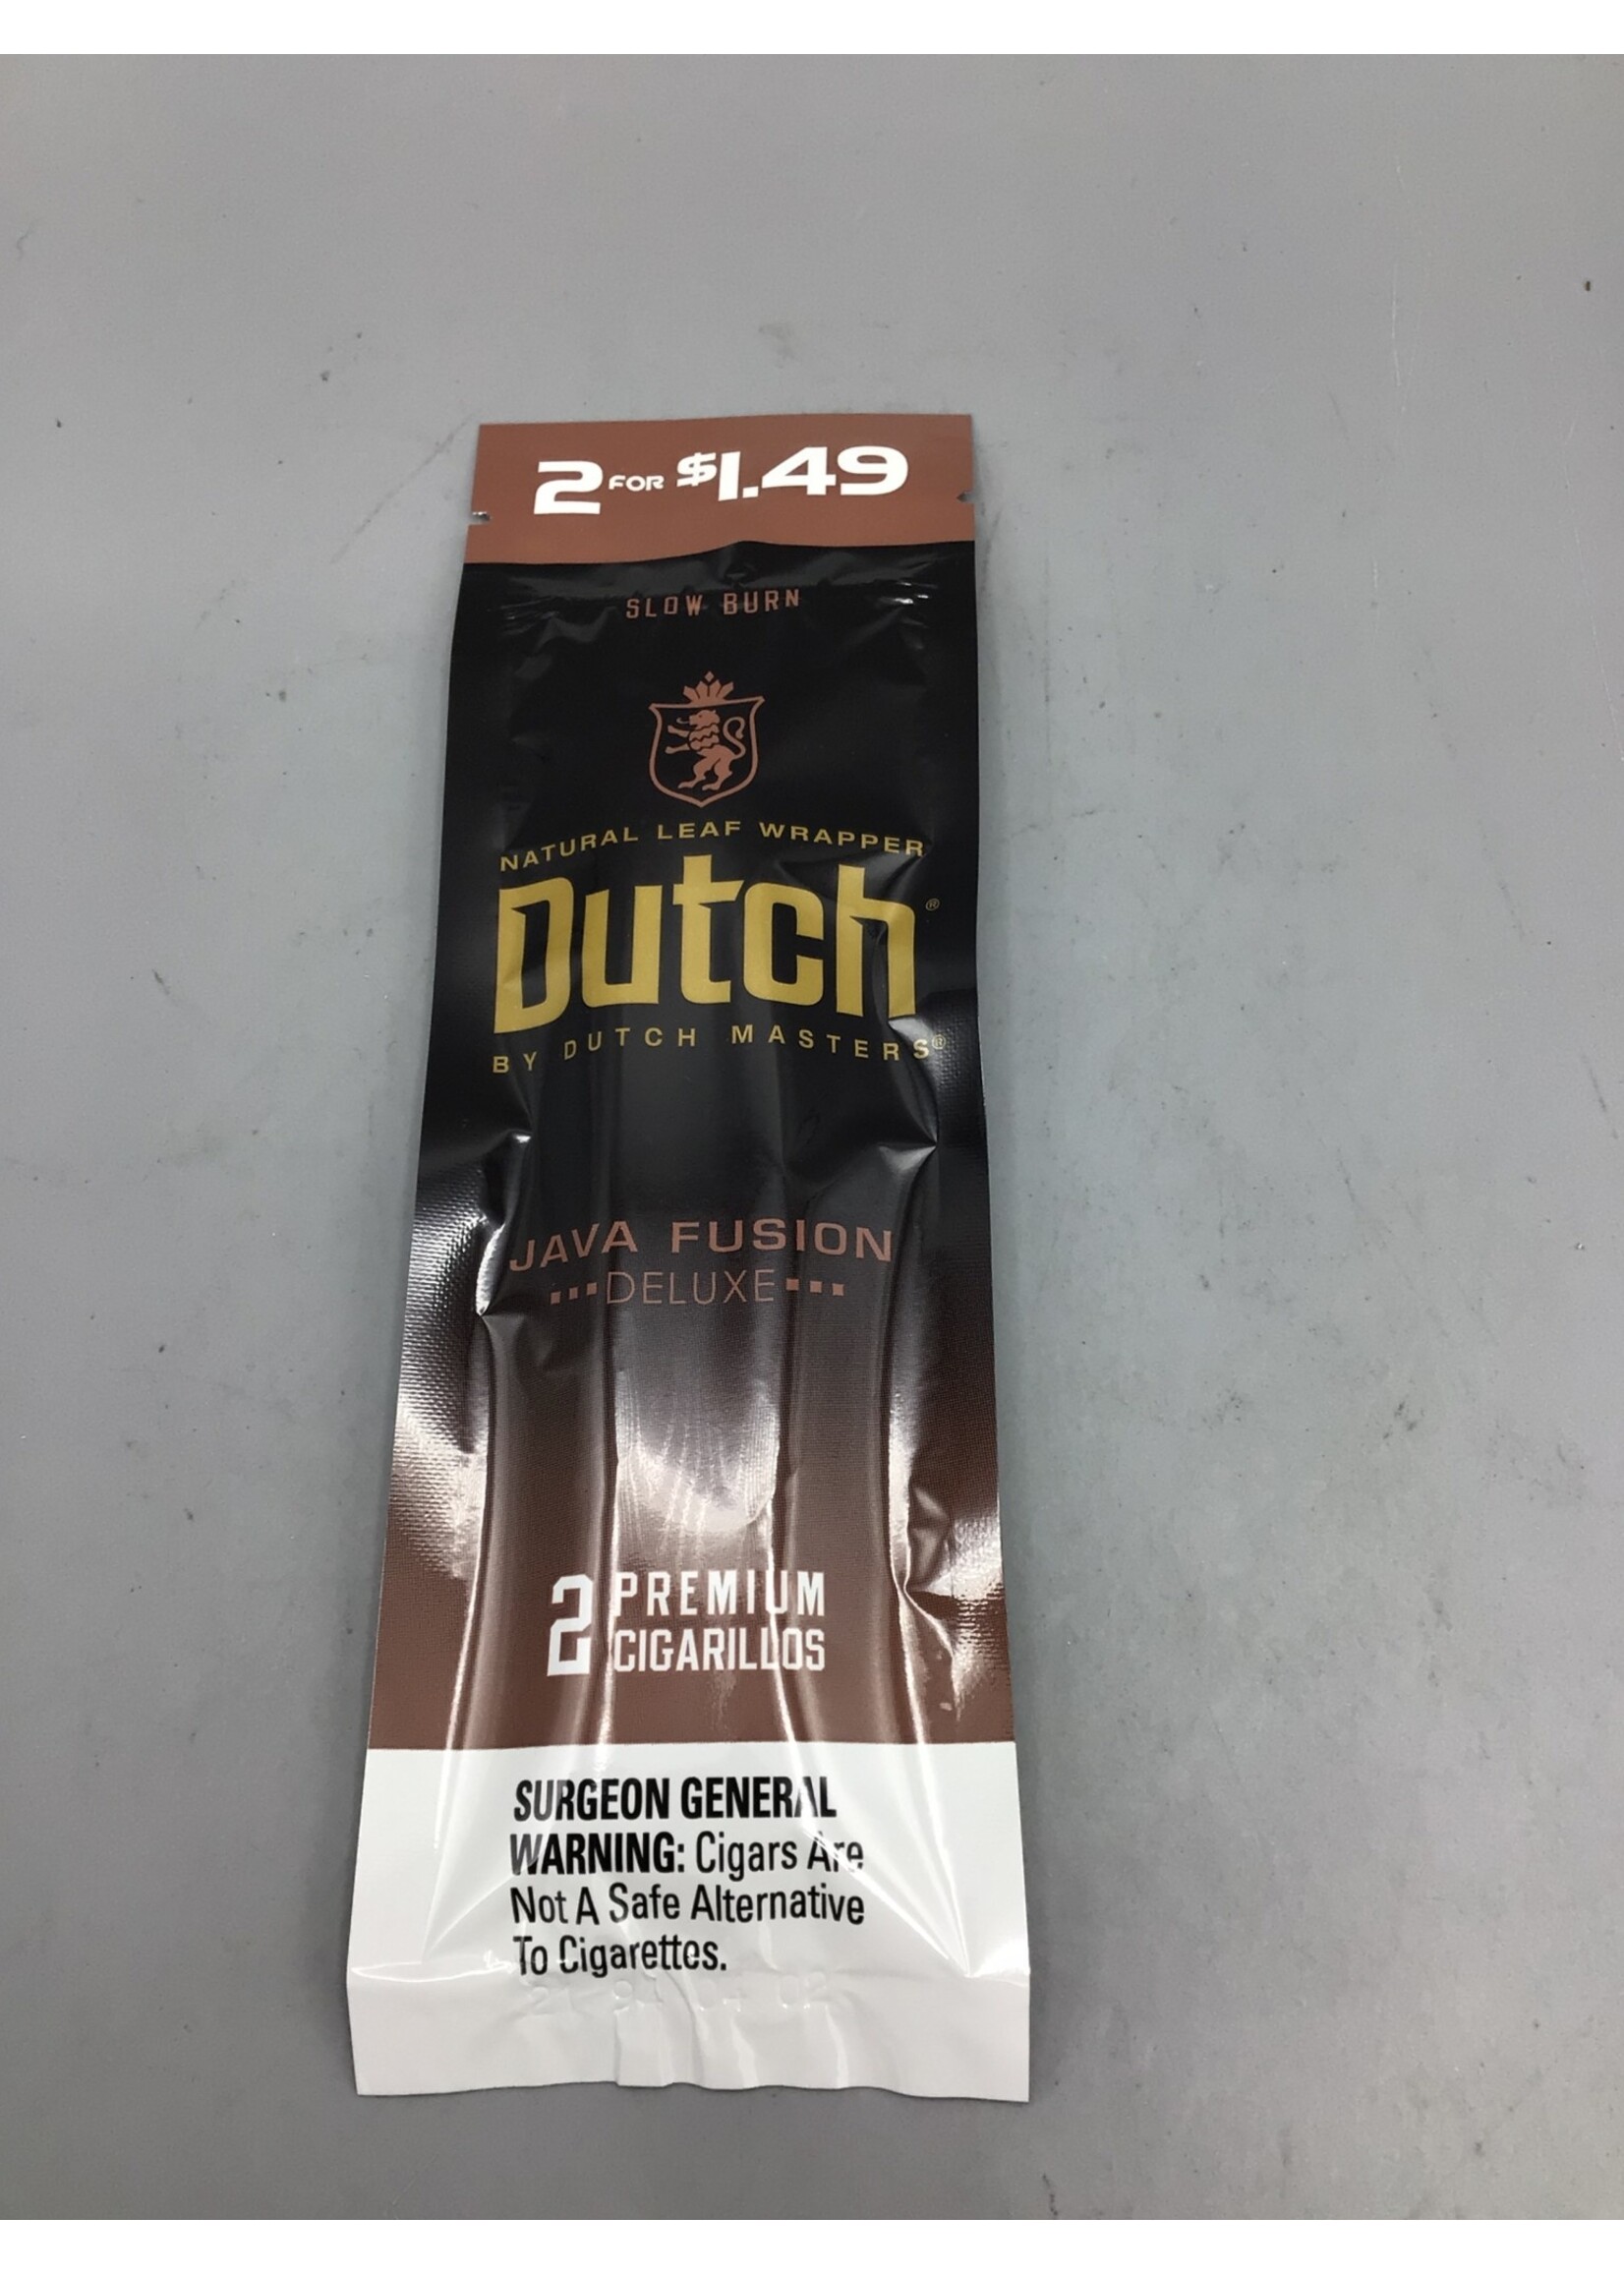 2 FOR $1.49
SLOW BURN
NATURAL LEAF WRAPPER
Dutch®
BY DUTCH MASTERS®
JAVA FUSION
DELUXE
2 PREMIUM
CIGARILLOS
SURGEON GENERAL
WARNING: Cigars Are
Not A Safe Alternative
To Cigarettes.